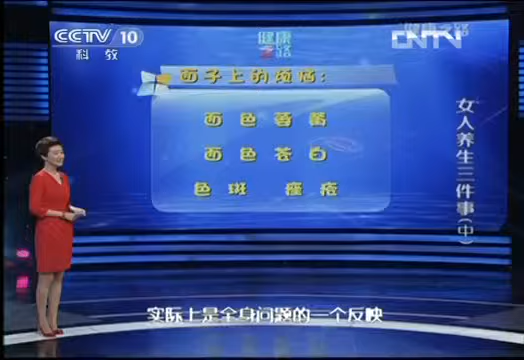 CCTV 10
科教
健康之路
CNTV
面子上的烦恼:
面色萎黄
面色苍白
色斑 痤疮
女人养生三件事(中)
实际上是全身问题的一个反映